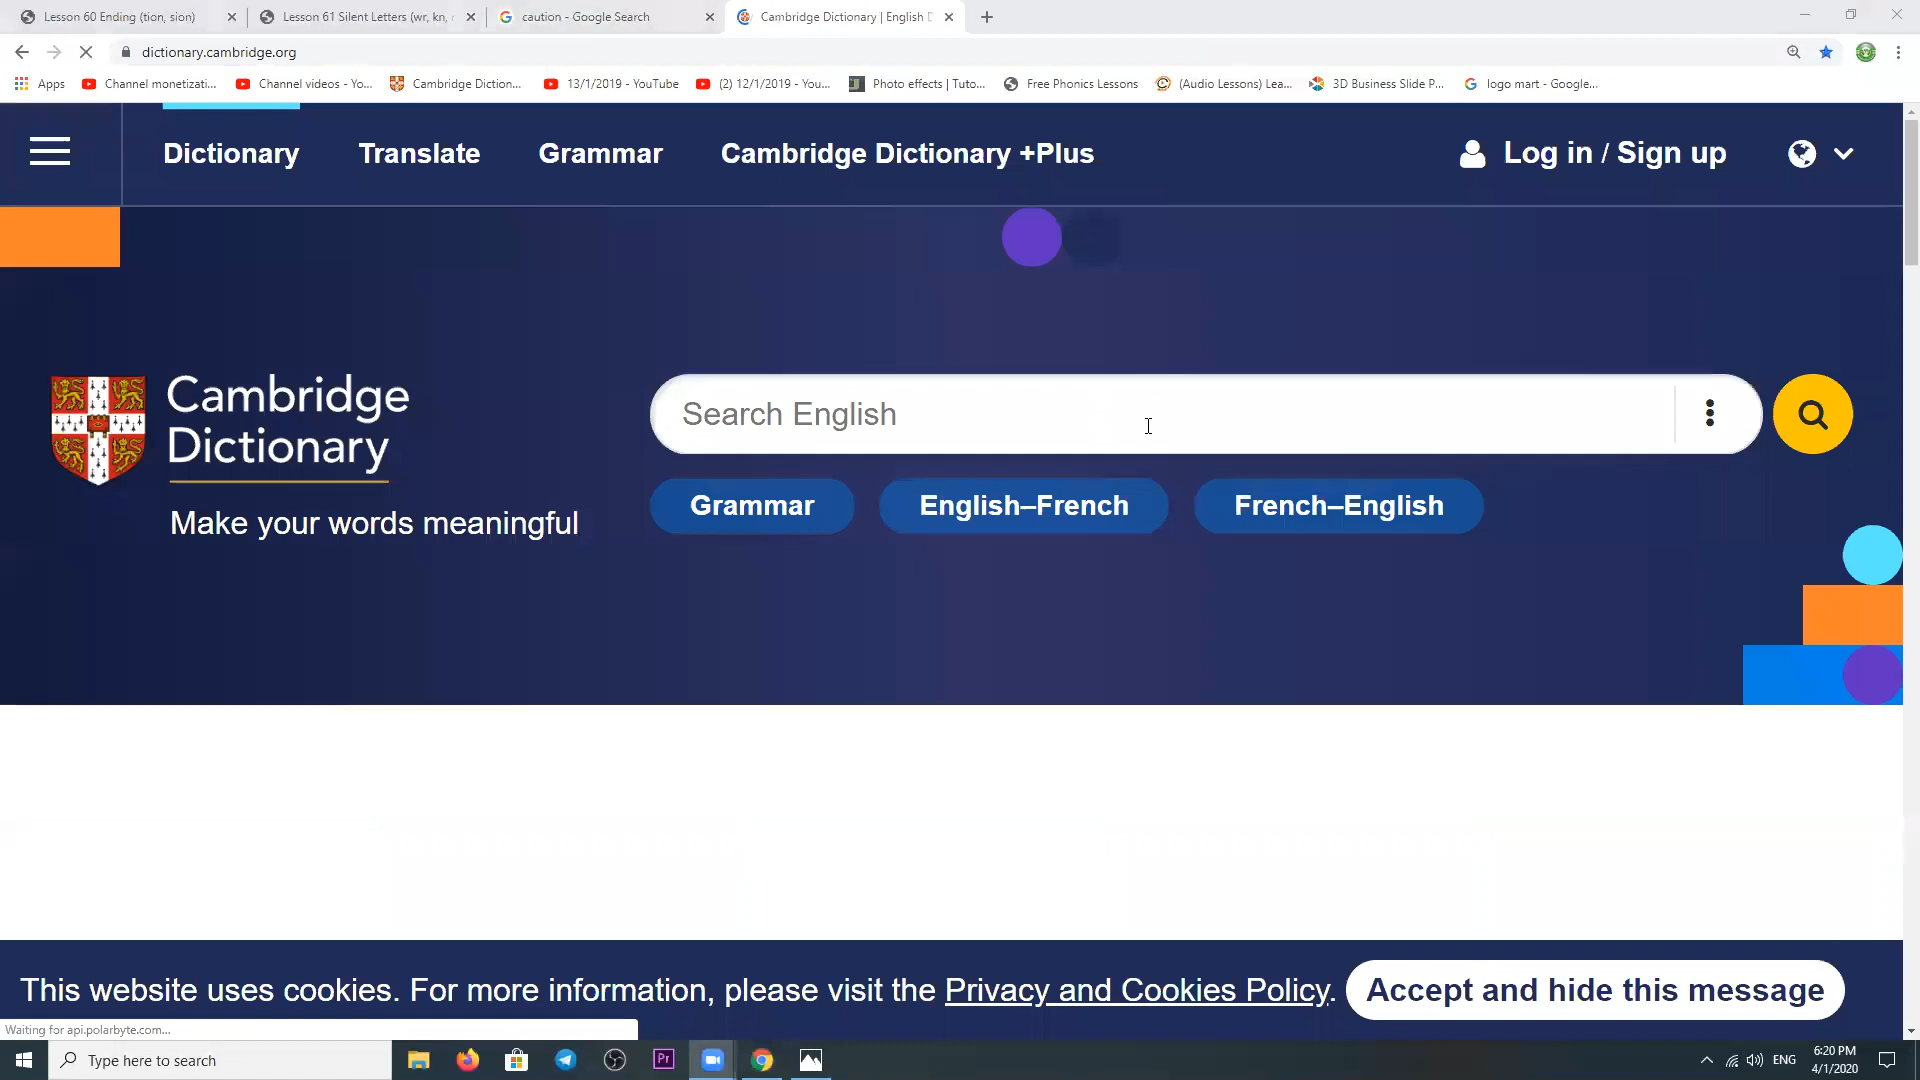 Lesson 60 Ending (tion, sion)
Lesson 61 Silent Letters (wr, kn,
caution - Google Search
Cambridge Dictionary | English D
dictionary.cambridge.org
Apps
Channel monetizati...
Channel videos - Yo...
Cambridge Diction...
13/1/2019 - YouTube
(2) 12/1/2019 - You...
Photo effects | Tuto...
Free Phonics Lessons
(Audio Lessons) Lea...
3D Business Slide P...
logo mart - Google...
Dictionary
Translate
Grammar
Cambridge Dictionary +Plus
Log in / Sign up
Cambridge
Dictionary
Make your words meaningful
Search English
Grammar
English–French
French–English
This website uses cookies. For more information, please visit the Privacy and Cookies Policy.
Accept and hide this message
Waiting for api.polarbyte.com...
Type here to search
Pr
ENG
6:20 PM
4/1/2020